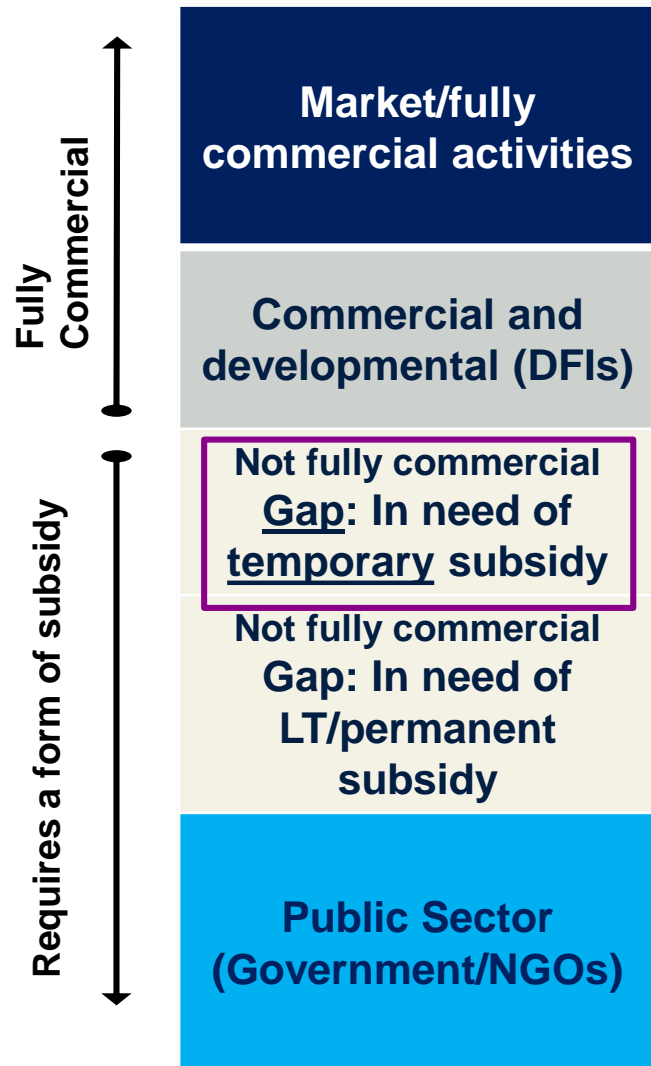 Fully
Commercial
Requires a form of subsidy
Market/fully
commercial activities
Commercial and
developmental (DFIs)
Not fully commercial
Gap: In need of
temporary subsidy
Not fully commercial
Gap: In need of
LT/permanent
subsidy
Public Sector
(Government/NGOs)